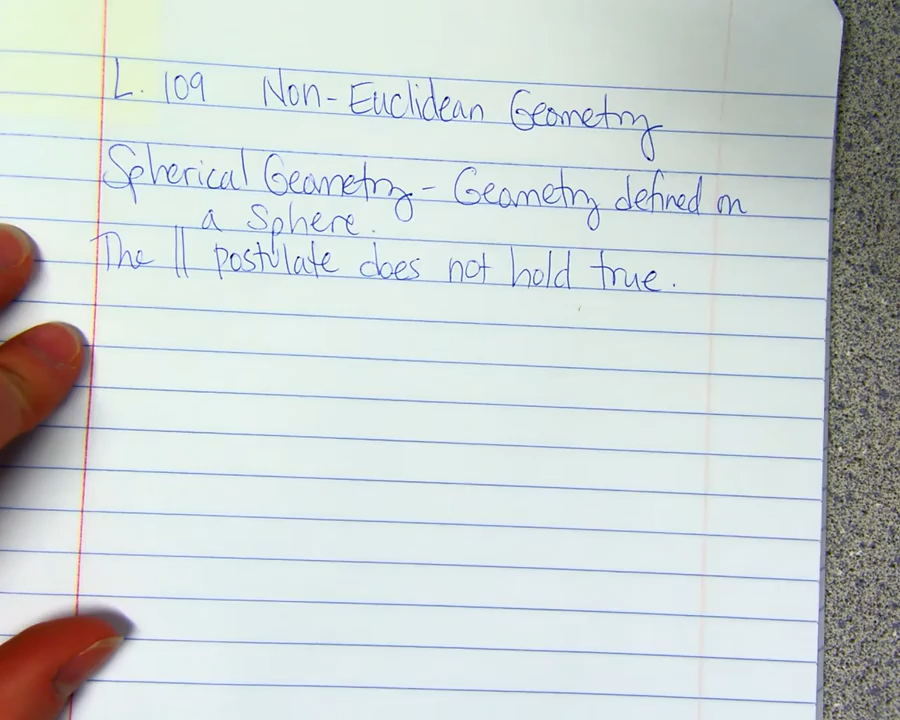 L. 109 Non-Euclidean Geometry
Spherical Geometry - Geometry defined on
a Sphere.
The || postulate does not hold true.